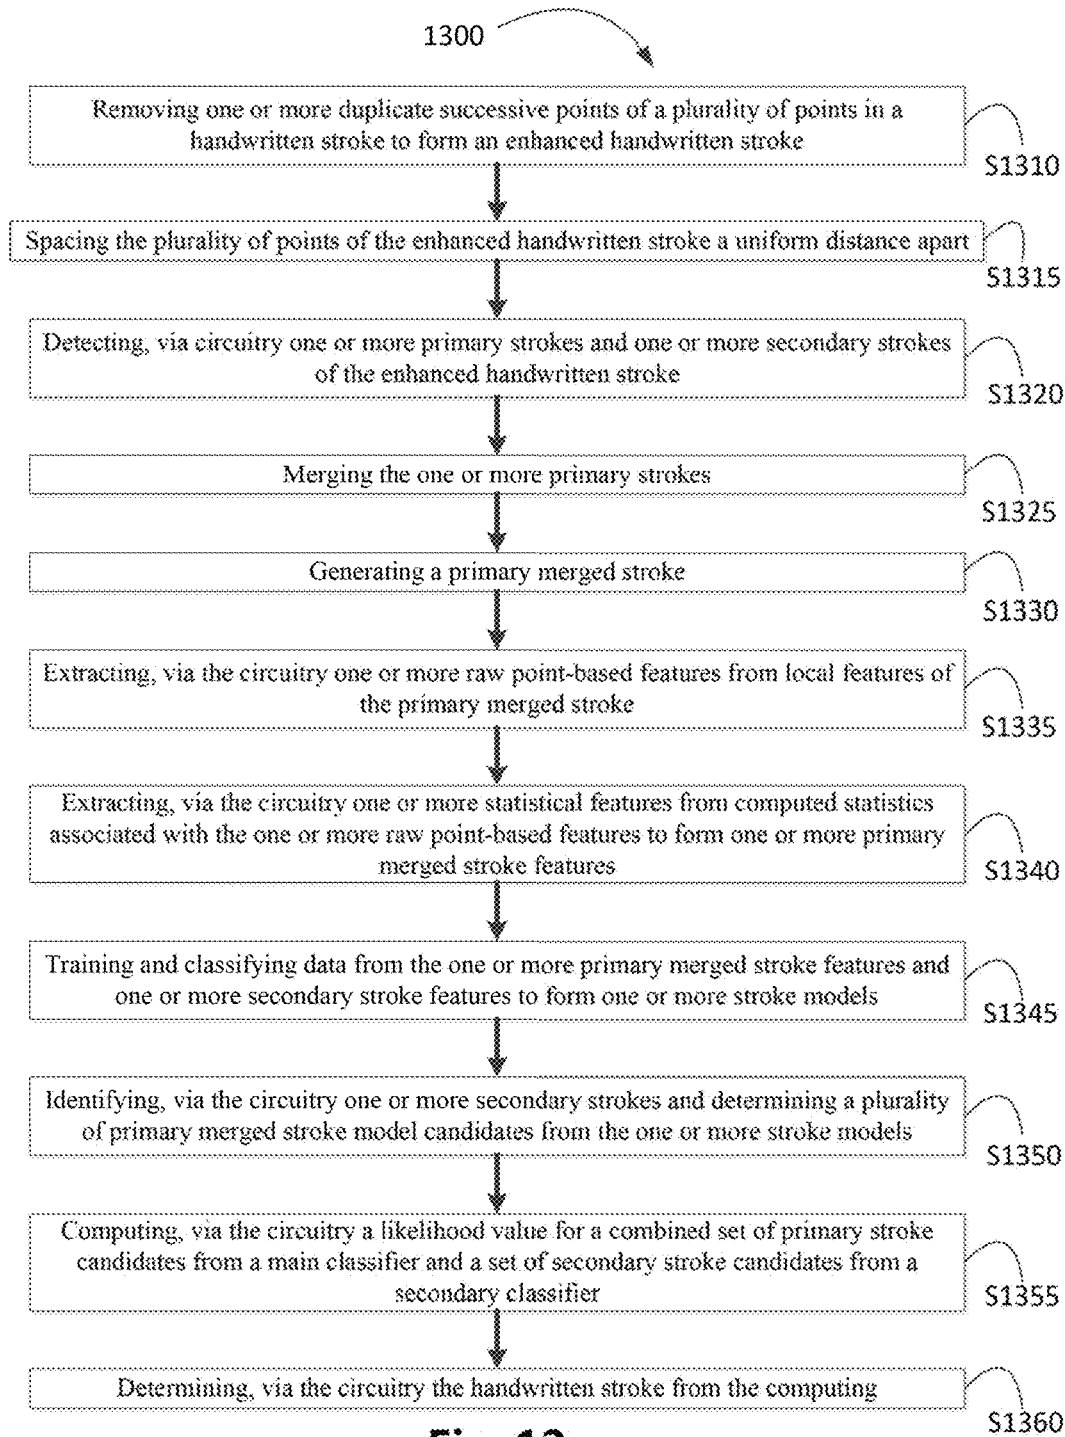 1300
Removing one or more duplicate successive points of a plurality of points in a
handwritten stroke to form an enhanced handwritten stroke
S1310
Spacing the plurality of points of the enhanced handwritten stroke a uniform distance apart
S1315
Detecting, via circuitry one or more primary strokes and one or more secondary strokes
of the enhanced handwritten stroke
S1320
Merging the one or more primary strokes
S1325
Generating a primary merged stroke
S1330
Extracting, via the circuitry one or more raw point-based features from local features of
the primary merged stroke
S1335
Extracting, via the circuitry one or more statistical features from computed statistics
associated with the one or more raw point-based features to form one or more primary
merged stroke features
S1340
Training and classifying data from the one or more primary merged stroke features and
one or more secondary stroke features to form one or more stroke models
S1345
Identifying, via the circuitry one or more secondary strokes and determining a plurality
of primary merged stroke model candidates from the one or more stroke models
S1350
Computing, via the circuitry a likelihood value for a combined set of primary stroke
candidates from a main classifier and a set of secondary stroke candidates from a
secondary classifier
S1355
Determining, via the circuitry the handwritten stroke from the computing
S1360